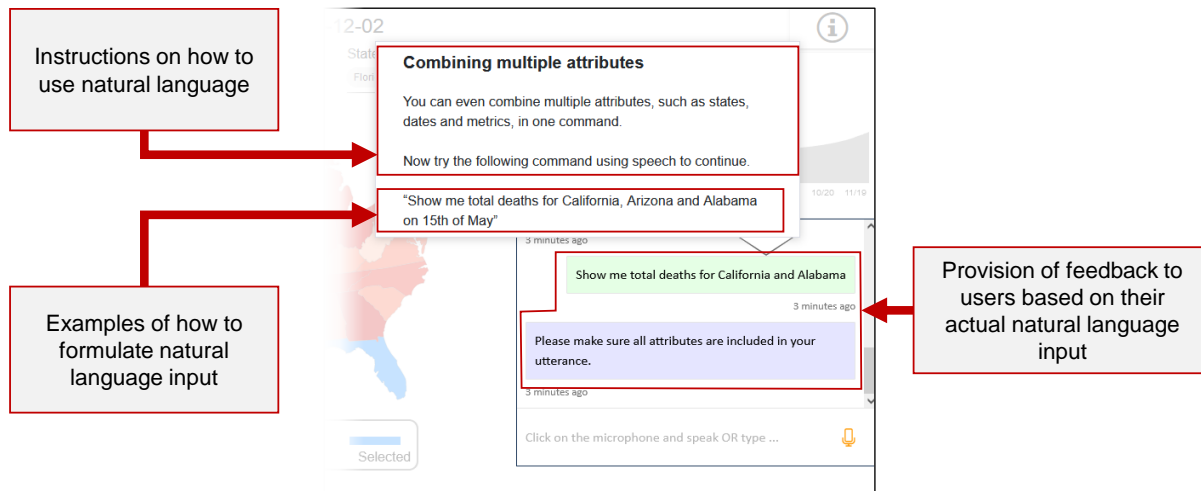 Instructions on how to
use natural language
Examples of how to
formulate natural
language input
12-02
State
Flori
Combining multiple attributes
You can even combine multiple attributes, such as states,
dates and metrics, in one command.
Now try the following command using speech to continue.
“Show me total deaths for California, Arizona and Alabama
on 15th of May”
10/20 11/19
3 minutes ago
Show me total deaths for California and Alabama
3 minutes ago
Please make sure all attributes are included in your
utterance.
3 minutes ago
Click on the microphone and speak OR type ...
Selected
Provision of feedback to
users based on their
actual natural language
input